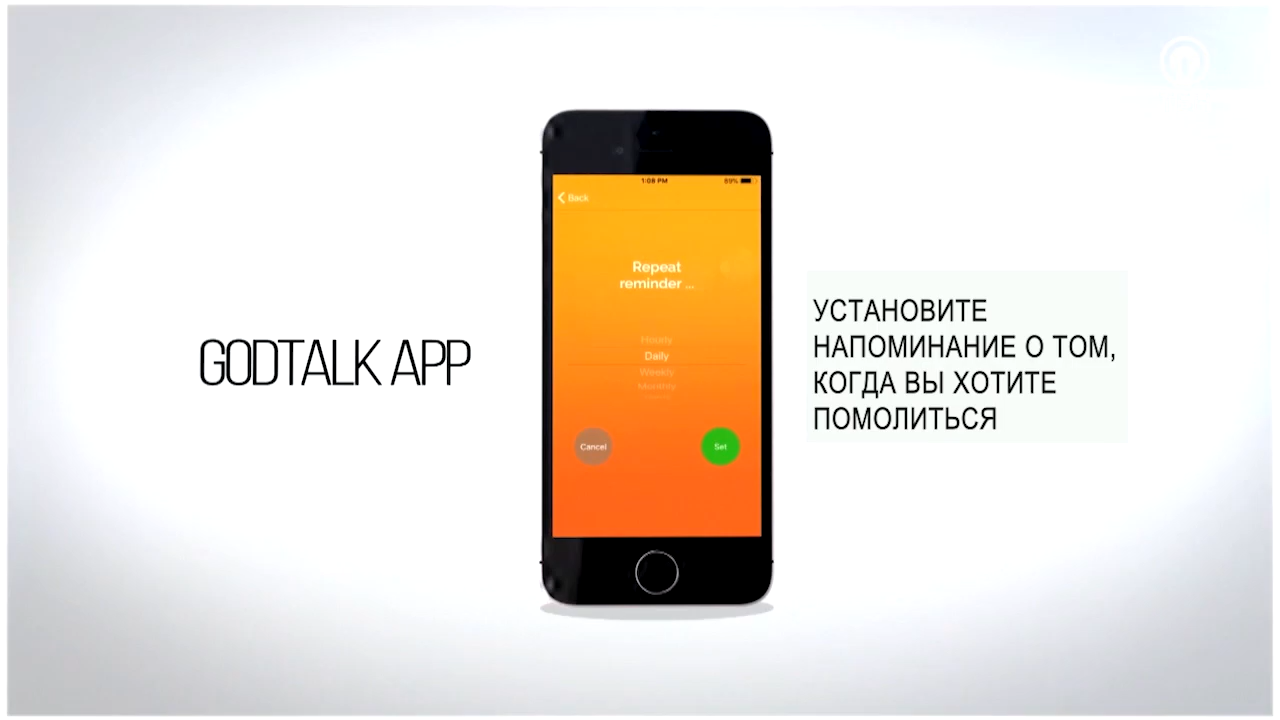 1:08 PM
89%
Back
Repeat
reminder ...
Hourly
Daily
Weekly
Monthly
Cancel
Set
GODTALK APP
УСТАНОВИТЕ
НАПОМИНАНИЕ О ТОМ,
КОГДА ВЫ ХОТИТЕ
ПОМОЛИТЬСЯ